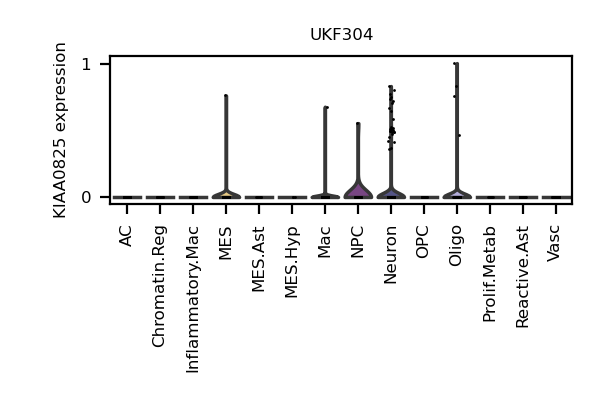 UKF304
KIAA0825 expression
1
0
AC
Chromatin.Reg
Inflammatory.Mac
MES
MES.Ast
MES.Hyp
Mac
NPC
Neuron
OPC
Oligo
Prolif.Metab
Reactive.Ast
Vasc